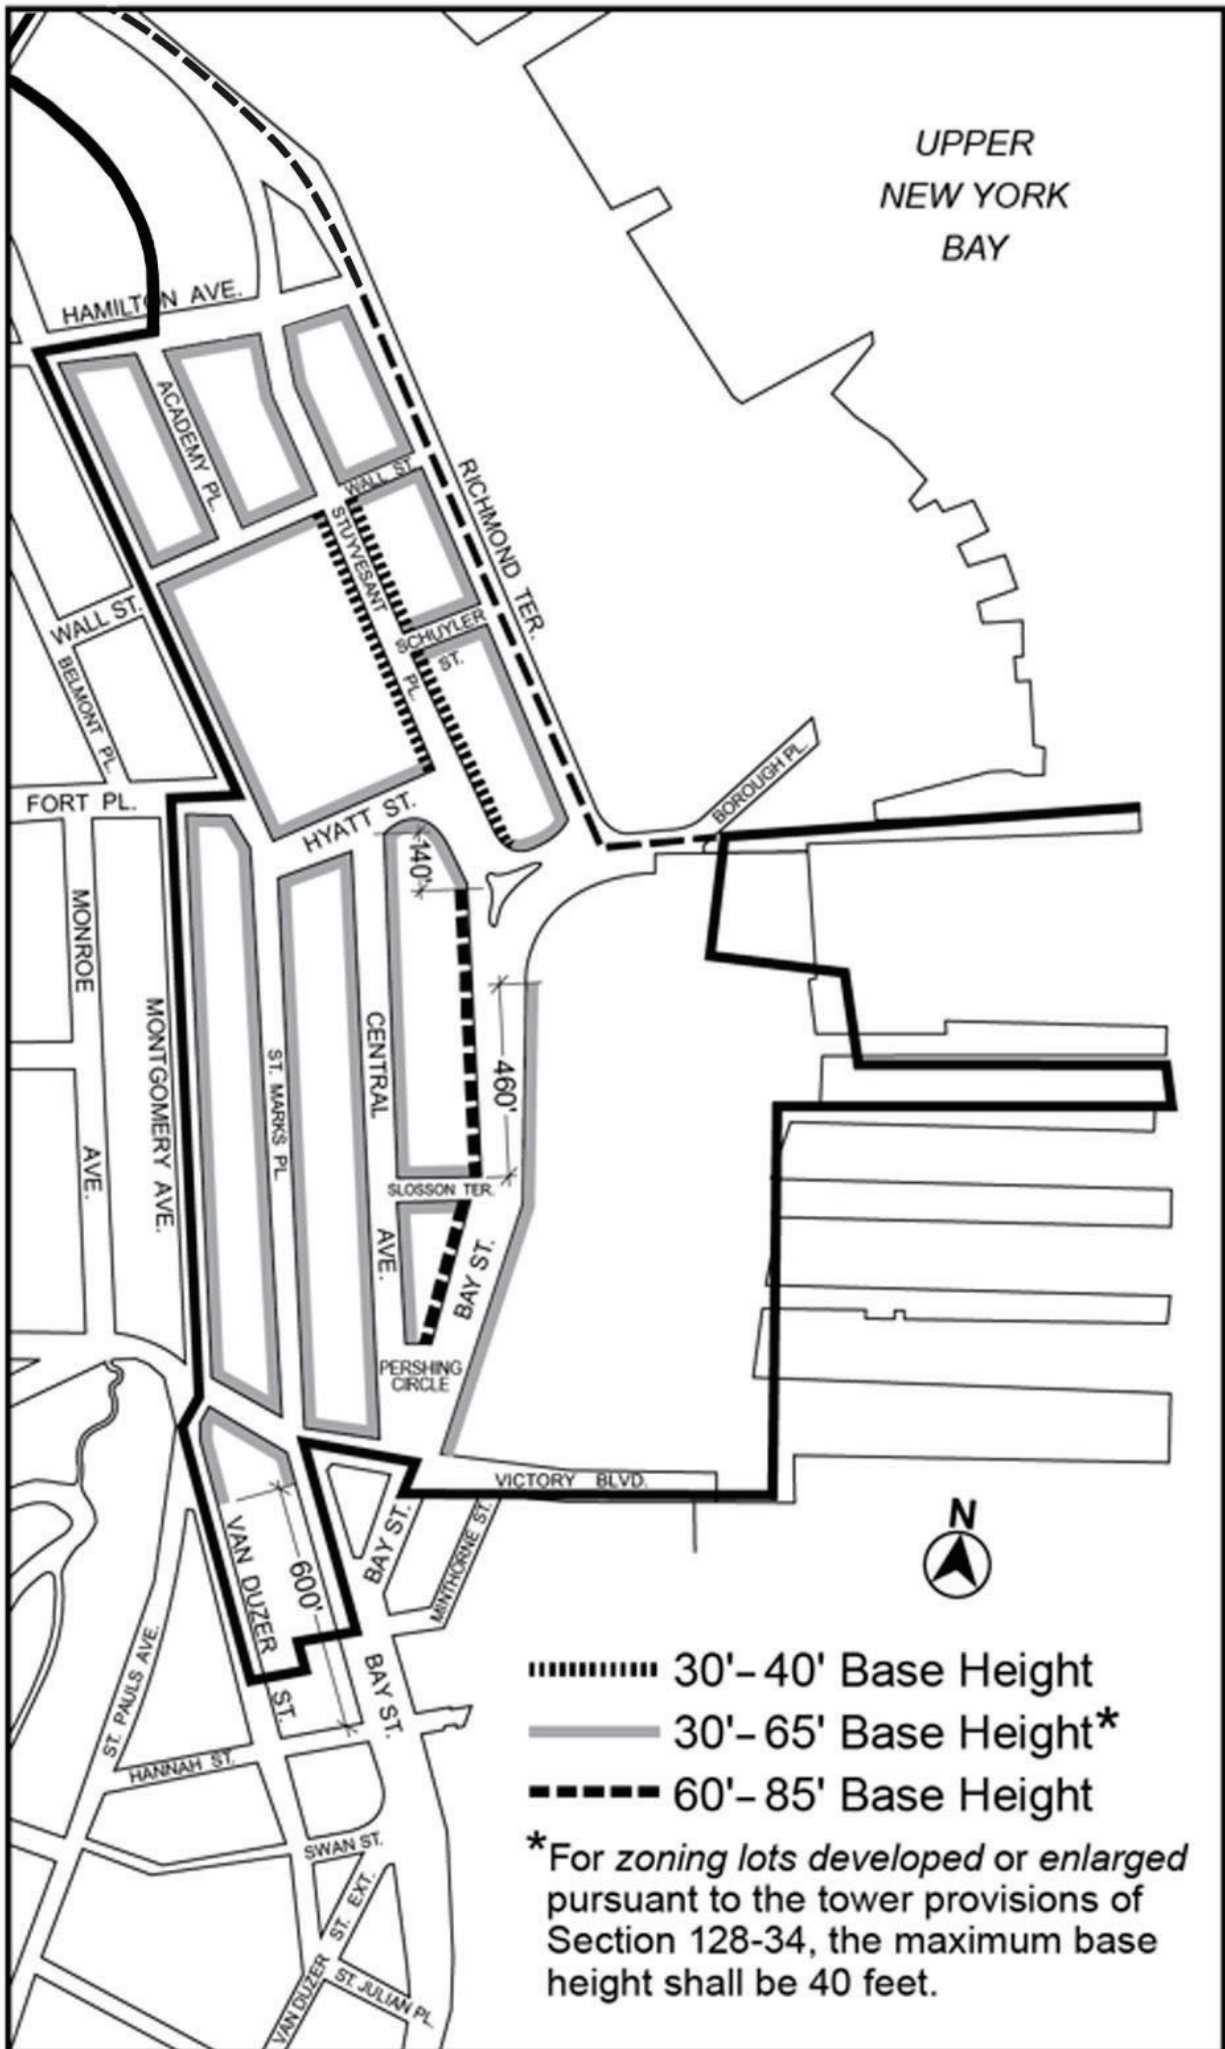 UPPER
NEW YORK
BAY
HAMILTON AVE.
ACADEMY PL.
WALL ST.
STUYVESANT
PL.
RICHMOND TER.
SCHUYLER
ST.
WALL ST.
BELMONT PL.
FORT PL.
HYATT ST.
BOROUGH PL.
140'
MONROE
AVE.
MONTGOMERY AVE.
ST. MARKS PL.
CENTRAL
AVE.
460'
SLOSSON TER.
BAY ST.
PERSHING
CIRCLE
VICTORY BLVD.
VAN DUZER
ST.
600'
BAY ST.
MINTHORNE ST.
N
ST. PAULS AVE.
BAY ST.
HANNAH ST.
SWAN ST.
VAN DUZER ST. EXT.
ST. JULIAN PL.
30'-40' Base Height
30'-65' Base Height*
60'-85' Base Height
*For zoning lots developed or enlarged
pursuant to the tower provisions of
Section 128-34, the maximum base
height shall be 40 feet.